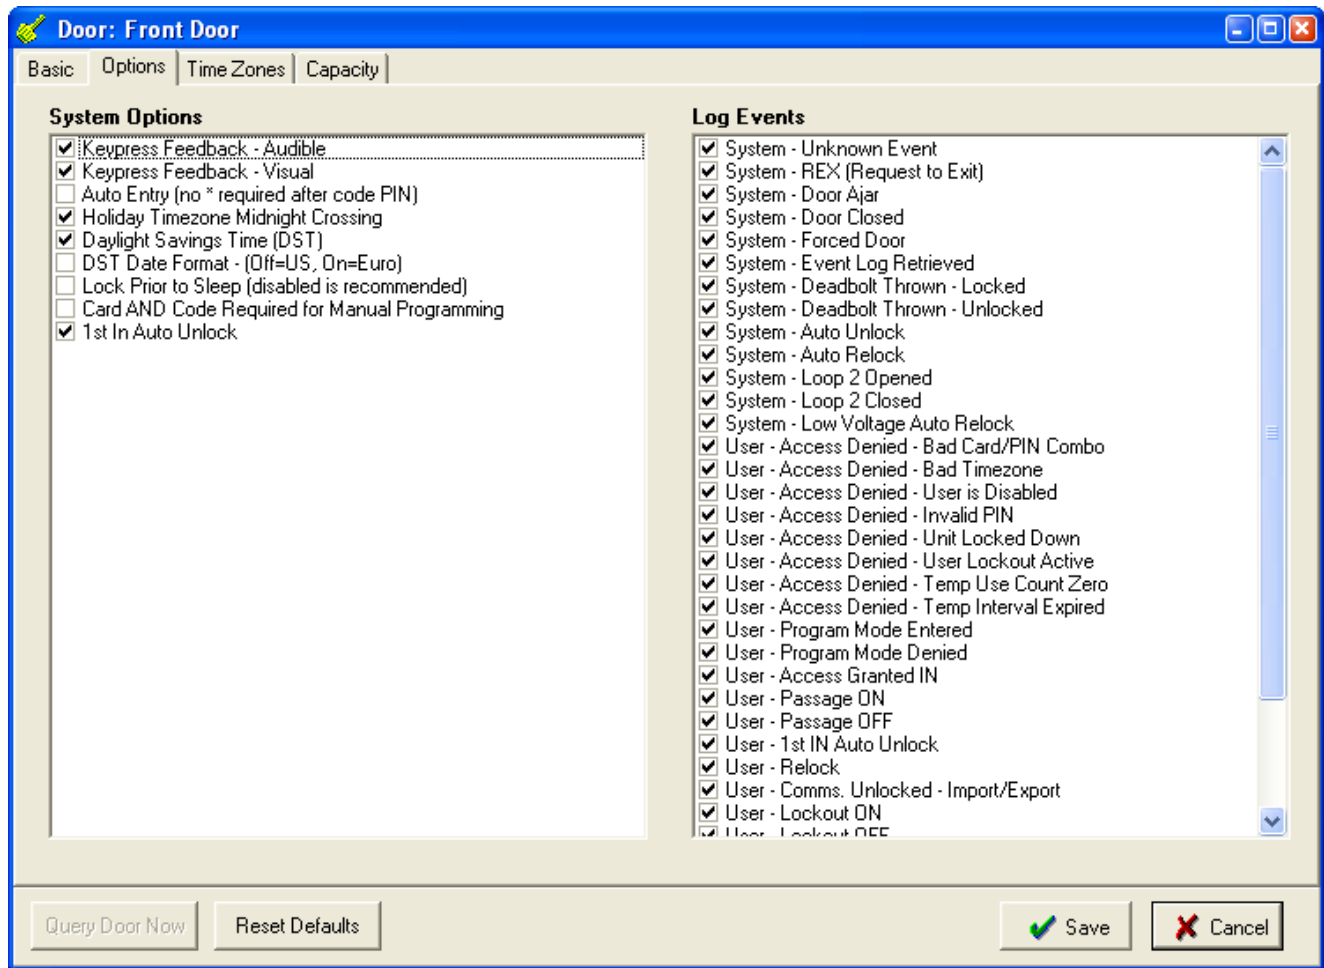 Door: Front Door
Basic
Options
Time Zones
Capacity
System Options
Keypress Feedback - Audible
Keypress Feedback - Visual
Auto Entry (no * required after code PIN)
Holiday Timezone Midnight Crossing
Daylight Savings Time (DST)
DST Date Format - (Off=US, On=Euro)
Lock Prior to Sleep (disabled is recommended)
Card AND Code Required for Manual Programming
1st In Auto Unlock
Log Events
System - Unknown Event
System - REX (Request to Exit)
System - Door Ajar
System - Door Closed
System - Forced Door
System - Event Log Retrieved
System - Deadbolt Thrown - Locked
System - Deadbolt Thrown - Unlocked
System - Auto Unlock
System - Auto Relock
System - Loop 2 Opened
System - Loop 2 Closed
System - Low Voltage Auto Relock
User - Access Denied - Bad Card/PIN Combo
User - Access Denied - Bad Timezone
User - Access Denied - User is Disabled
User - Access Denied - Invalid PIN
User - Access Denied - Unit Locked Down
User - Access Denied - User Lockout Active
User - Access Denied - Temp Use Count Zero
User - Access Denied - Temp Interval Expired
User - Program Mode Entered
User - Program Mode Denied
User - Access Granted IN
User - Passage ON
User - Passage OFF
User - 1st IN Auto Unlock
User - Relock
User - Comms. Unlocked - Import/Export
User - Lockout ON
User - Lockout OFF
Query Door Now
Reset Defaults
Save
Cancel